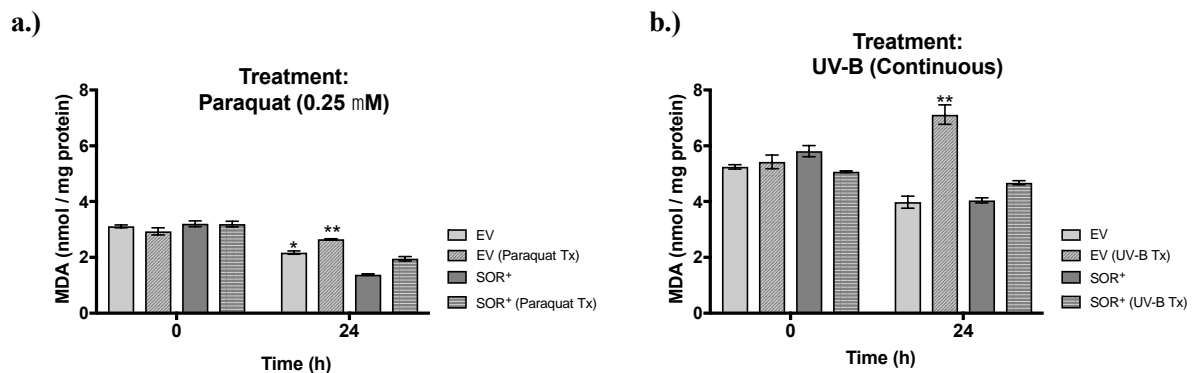 a.)
Treatment:
Paraquat (0.25 mM)
MDA (nmol / mg protein)
8
6
4
2
0
*
**
0
24
Time (h)
EV
EV (Paraquat Tx)
SOR⁺
SOR⁺ (Paraquat Tx)
b.)
Treatment:
UV-B (Continuous)
MDA (nmol / mg protein)
8
6
4
2
0
**
0
24
Time (h)
EV
EV (UV-B Tx)
SOR⁺
SOR⁺ (UV-B Tx)